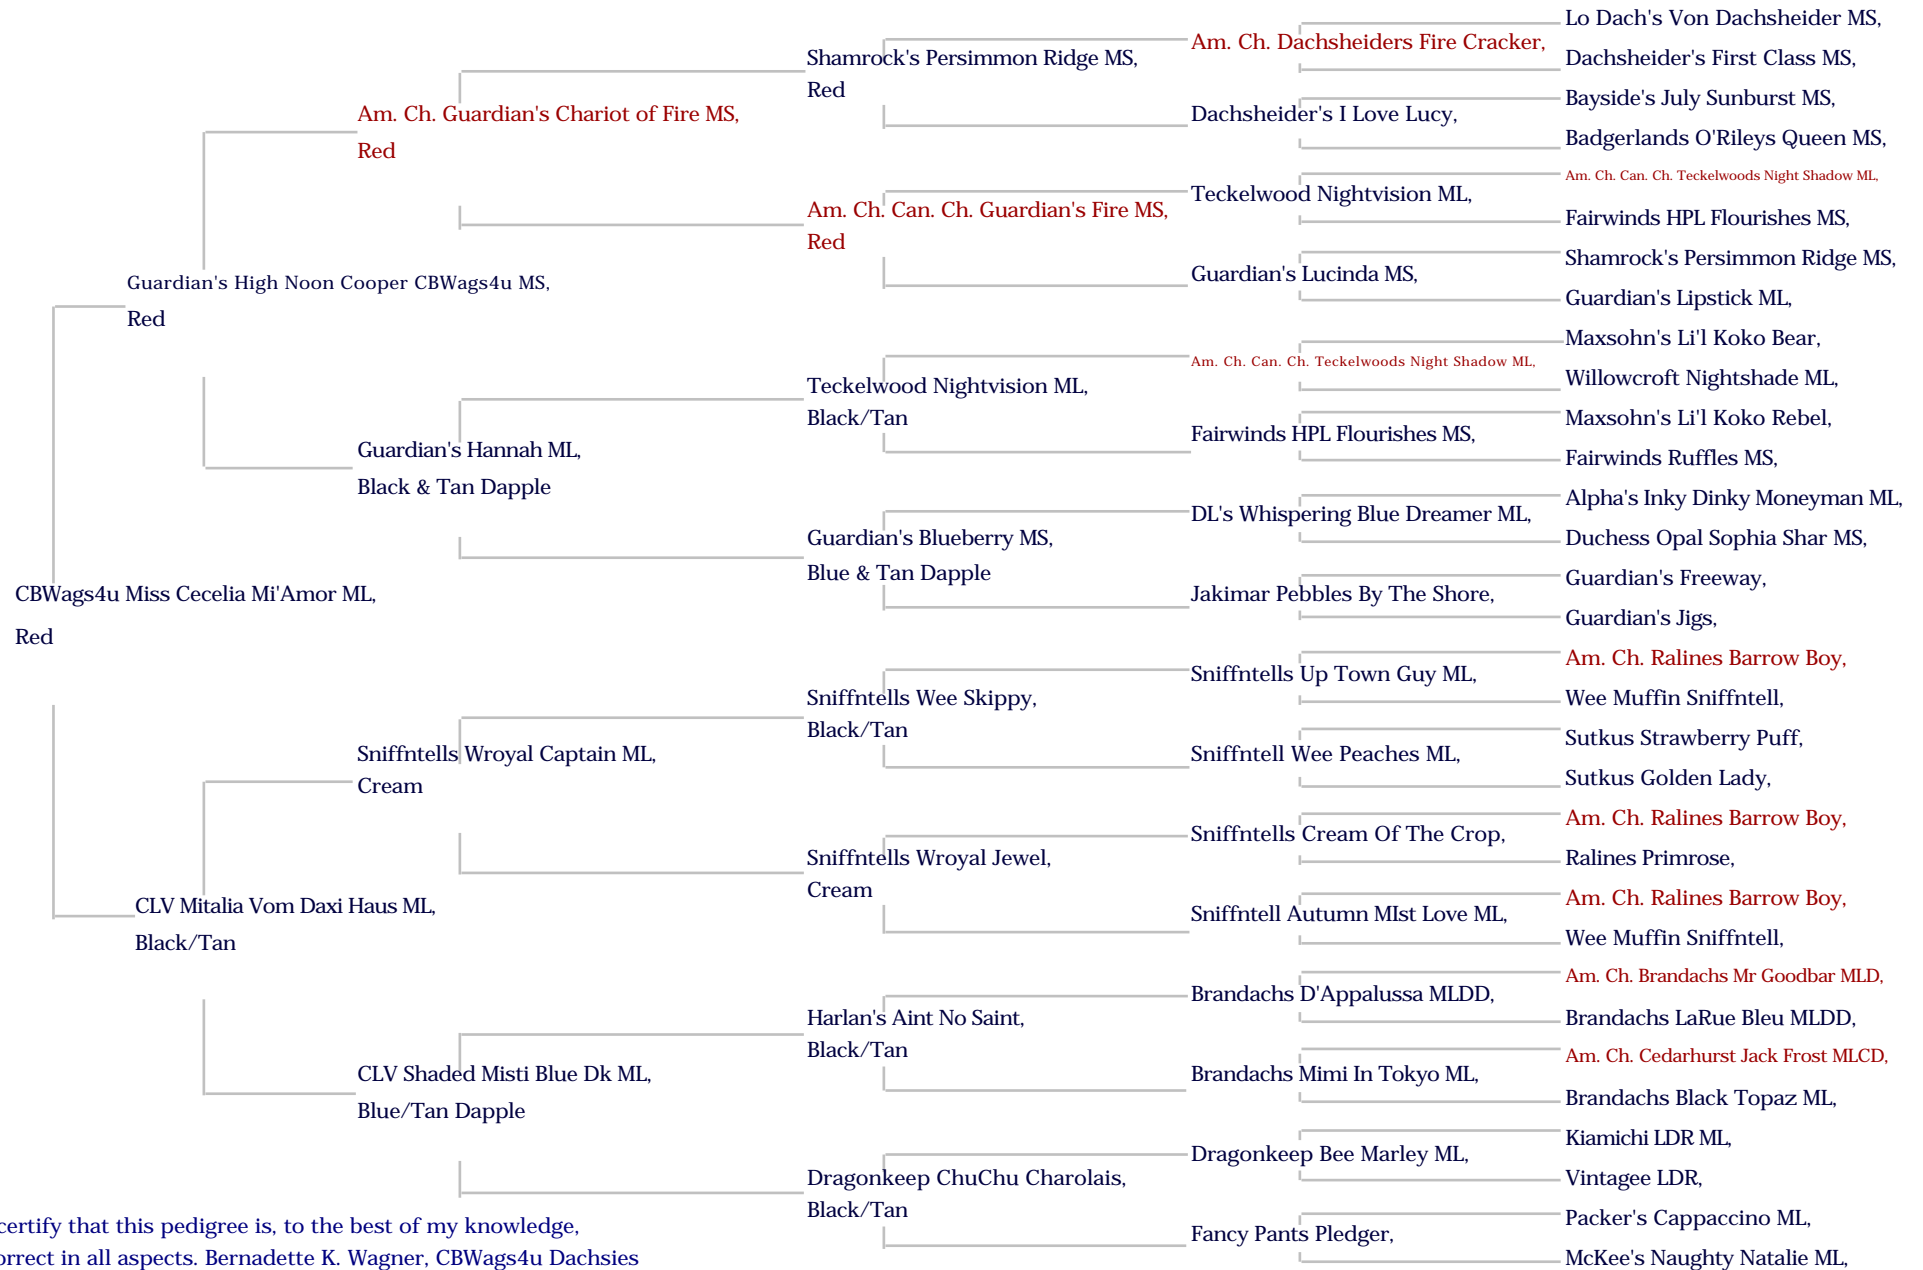 CBWags4u Miss Cecelia Mi'Amor ML,
Red
Guardian's High Noon Cooper CBWags4u MS,
Red
CLV Mitalia Vom Daxi Haus ML,
Black/Tan
Am. Ch. Guardian's Chariot of Fire MS,
Red
Guardian's Hannah ML,
Black & Tan Dapple
Sniffntells Wroyal Captain ML,
Cream
CLV Shaded Misti Blue Dk ML,
Blue/Tan Dapple
Shamrock's Persimmon Ridge MS,
Red
Am. Ch. Can. Ch. Guardian's Fire MS,
Red
Teckelwood Nightvision ML,
Black/Tan
Guardian's Blueberry MS,
Blue & Tan Dapple
Sniffntells Wee Skippy,
Black/Tan
Sniffntells Wroyal Jewel,
Cream
Harlan's Aint No Saint,
Black/Tan
Dragonkeep ChuChu Charolais,
Black/Tan
Am. Ch. Dachsheiders Fire Cracker,
Dachsheider's I Love Lucy,
Teckelwood Nightvision ML,
Guardian's Lucinda MS,
Am. Ch. Can. Ch. Teckelwoods Night Shadow ML,
Fairwinds HPL Flourishes MS,
DL's Whispering Blue Dreamer ML,
Jakimar Pebbles By The Shore,
Sniffntells Up Town Guy ML,
Sniffntell Wee Peaches ML,
Sniffntells Cream Of The Crop,
Sniffntell Autumn MIst Love ML,
Brandachs D'Appalussa MLDD,
Brandachs Mimi In Tokyo ML,
Dragonkeep Bee Marley ML,
Fancy Pants Pledger,
Lo Dach's Von Dachsheider MS,
Dachsheider's First Class MS,
Bayside's July Sunburst MS,
Badgerlands O'Rileys Queen MS,
Am. Ch. Can. Ch. Teckelwoods Night Shadow ML,
Fairwinds HPL Flourishes MS,
Shamrock's Persimmon Ridge MS,
Guardian's Lipstick ML,
Maxsohn's Li'l Koko Bear,
Willowcroft Nightshade ML,
Maxsohn's Li'l Koko Rebel,
Fairwinds Ruffles MS,
Alpha's Inky Dinky Moneyman ML,
Duchess Opal Sophia Shar MS,
Guardian's Freeway,
Guardian's Jigs,
Am. Ch. Ralines Barrow Boy,
Wee Muffin Sniffntell,
Sutkus Strawberry Puff,
Sutkus Golden Lady,
Am. Ch. Ralines Barrow Boy,
Ralines Primrose,
Am. Ch. Ralines Barrow Boy,
Wee Muffin Sniffntell,
Am. Ch. Brandachs Mr Goodbar MLD,
Brandachs LaRue Bleu MLDD,
Am. Ch. Cedarhurst Jack Frost MLCD,
Brandachs Black Topaz ML,
Kiamichi LDR ML,
Vintagee LDR,
Packer's Cappaccino ML,
McKee's Naughty Natalie ML,
certify that this pedigree is, to the best of my knowledge,
orrect in all aspects. Bernadette K. Wagner, CBWags4u Dachsies